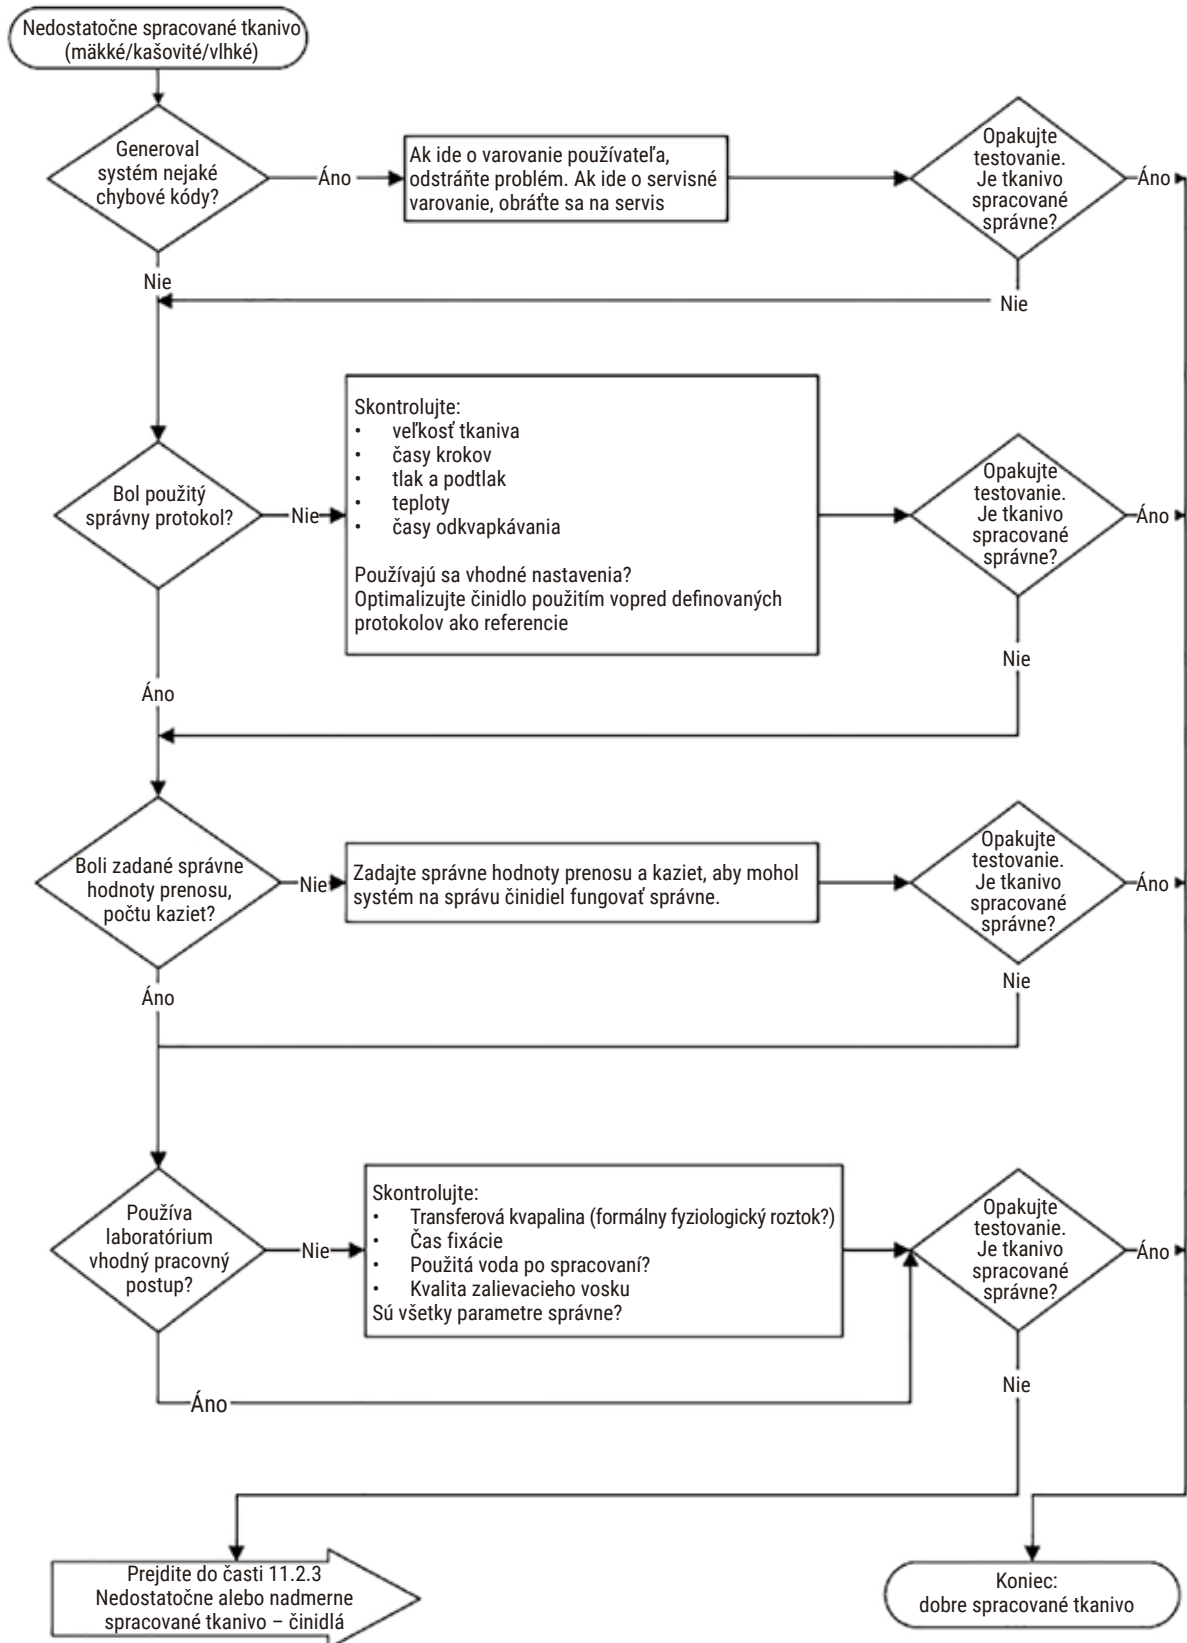 Nedostatočne spracované tkanivo
(mäkké/kašovité/vlhké)
Generoval
systém nejaké
chybové kódy?
Áno
Ak ide o varovanie používateľa,
odstráňte problém. Ak ide o servisné
varovanie, obráťte sa na servis
Opakujte
testovanie.
Je tkanivo
spracované
správne?
Áno
Nie
Nie
Bol použitý
správny protokol?
Nie
Skontrolujte:
• veľkosť tkaniva
• časy krokov
• tlak a podtlak
• teploty
• časy odkvapkávania
Používajú sa vhodné nastavenia?
Optimalizujte činidlo použitím vopred definovaných
protokolov ako referencie
Opakujte
testovanie.
Je tkanivo
spracované
správne?
Áno
Nie
Áno
Boli zadané správne
hodnoty prenosu,
počtu kaziet?
Nie
Zadajte správne hodnoty prenosu a kaziet, aby mohol
systém na správu činidiel fungovať správne.
Opakujte
testovanie.
Je tkanivo
spracované
správne?
Áno
Nie
Áno
Používa
laboratórium
vhodný pracovný
postup?
Nie
Skontrolujte:
• Transferová kvapalina (formálny fyziologický roztok?)
• Čas fixácie
• Použitá voda po spracovaní?
• Kvalita zalievacieho vosku
Sú všetky parametre správne?
Opakujte
testovanie.
Je tkanivo
spracované
správne?
Áno
Nie
Áno
Prejdite do časti 11.2.3
Nedostatočne alebo nadmerne
spracované tkanivo – činidlá
Koniec:
dobre spracované tkanivo